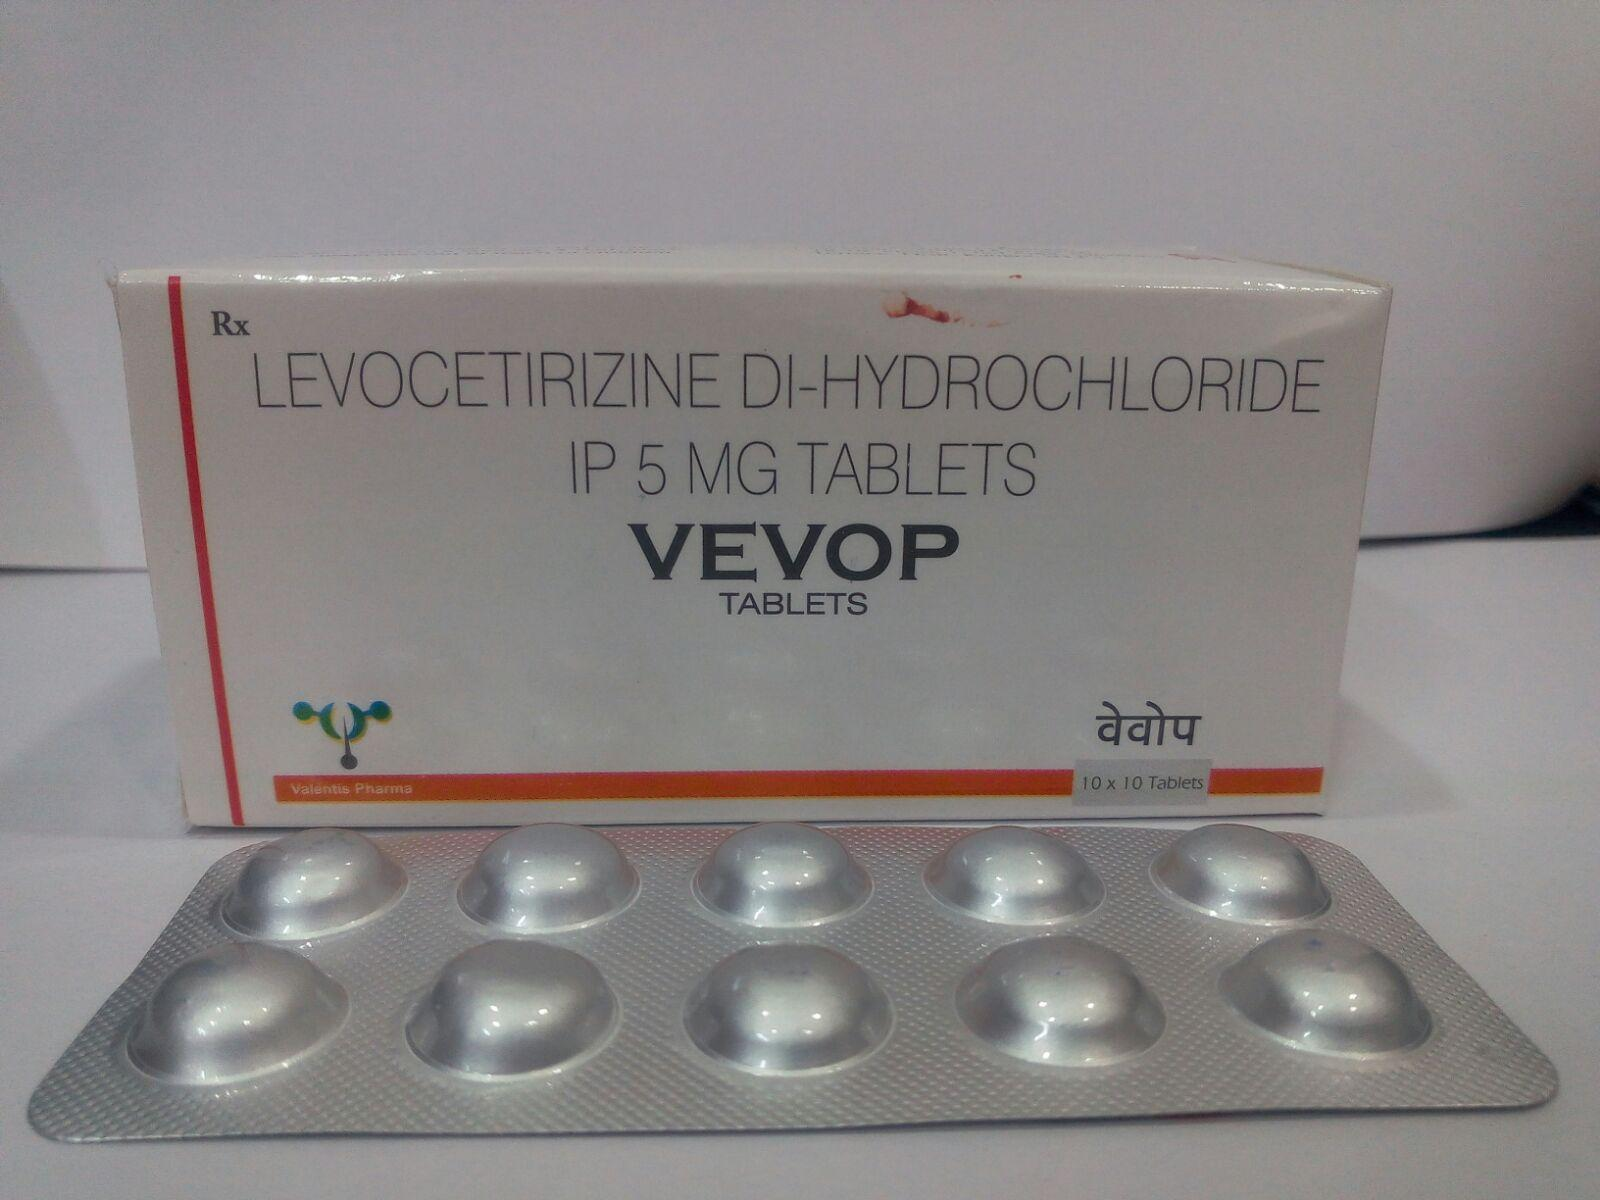 Rx
LEVOCETIRIZINE DI-HYDROCHLORIDE
IP 5 MG TABLETS
VEVOP
TABLETS
वेवोप
Valentis Pharma
10 x 10 Tablets